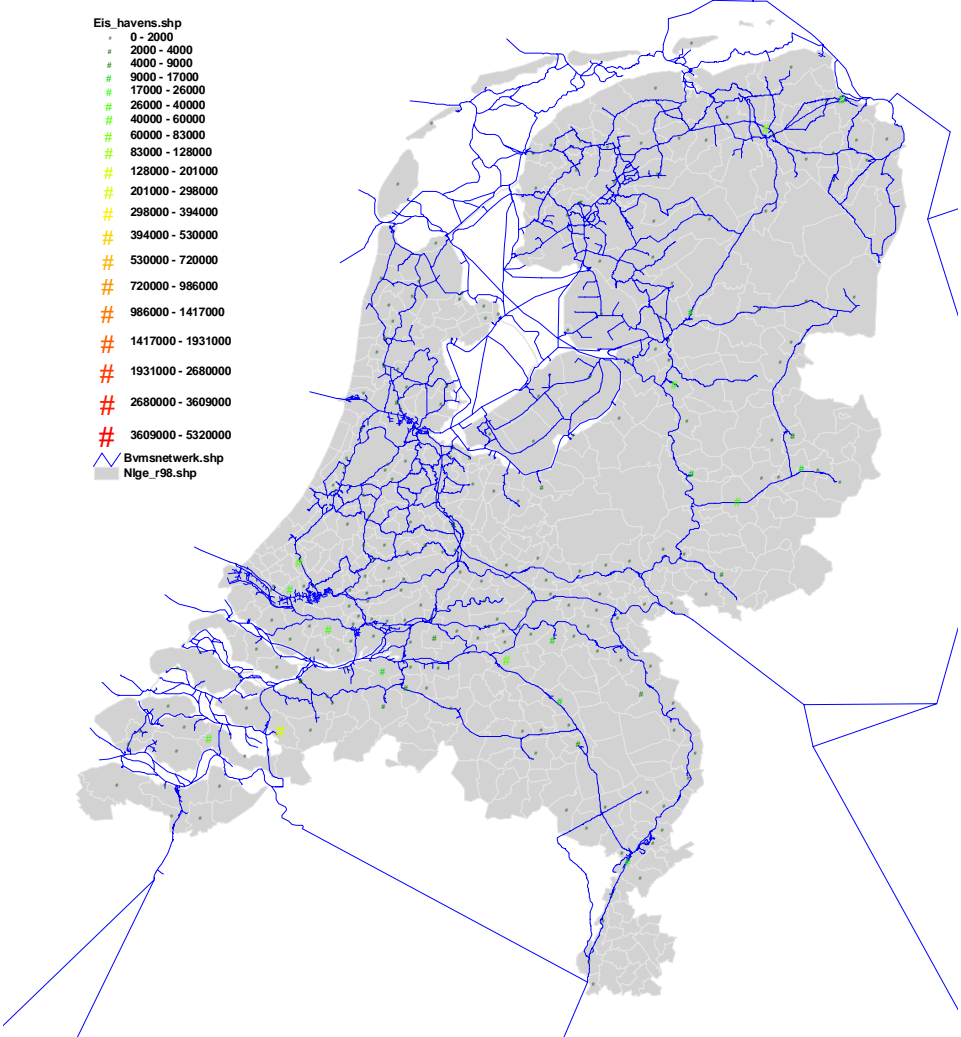 Eis_havens.shp
# 0 - 2000
# 2000 - 4000
# 4000 - 9000
# 9000 - 17000
# 17000 - 26000
# 26000 - 40000
# 40000 - 60000
# 60000 - 83000
# 83000 - 128000
# 128000 - 201000
# 201000 - 298000
# 298000 - 394000
# 394000 - 530000
# 530000 - 720000
# 720000 - 986000
# 986000 - 1417000
# 1417000 - 1931000
# 1931000 - 2680000
# 2680000 - 3609000
# 3609000 - 5320000
Bvmsnetwerk.shp
Nlge_r98.shp